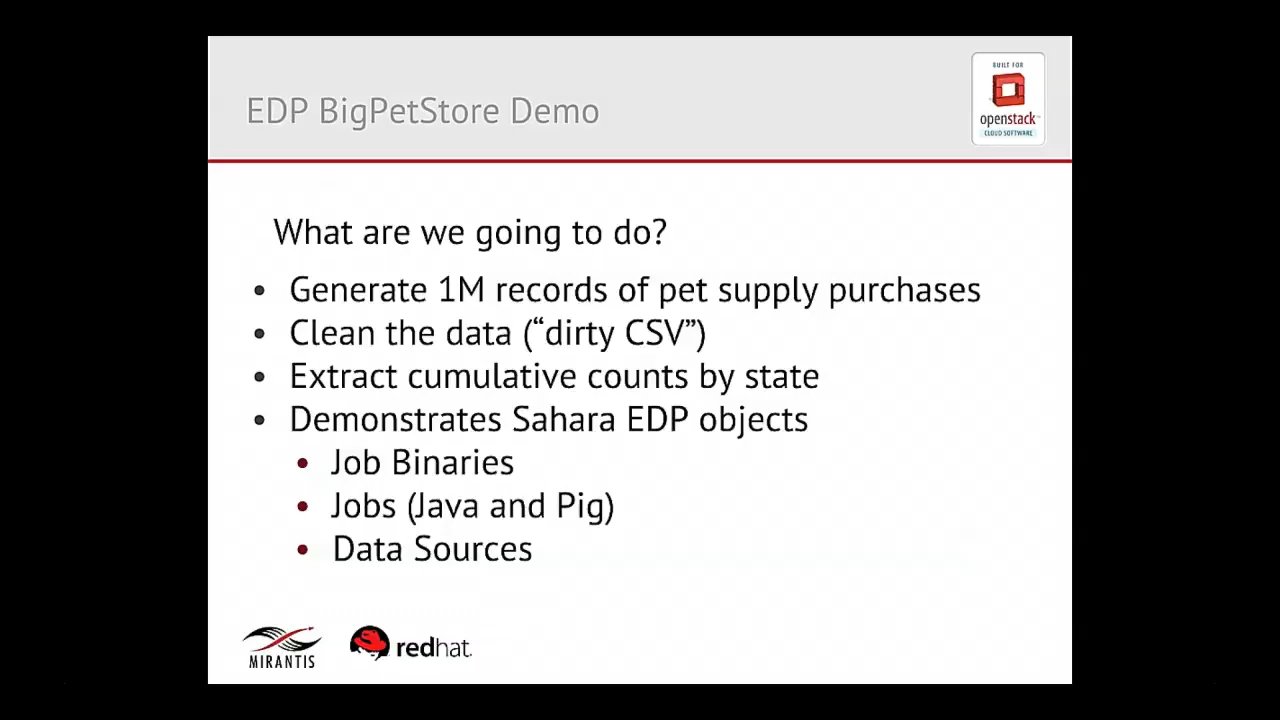 EDP BigPetStore Demo
BUILT FOR
openstack™
CLOUD SOFTWARE
What are we going to do?
• Generate 1M records of pet supply purchases
• Clean the data (“dirty CSV”)
• Extract cumulative counts by state
• Demonstrates Sahara EDP objects
• Job Binaries
• Jobs (Java and Pig)
• Data Sources
MIRANTIS
redhat.